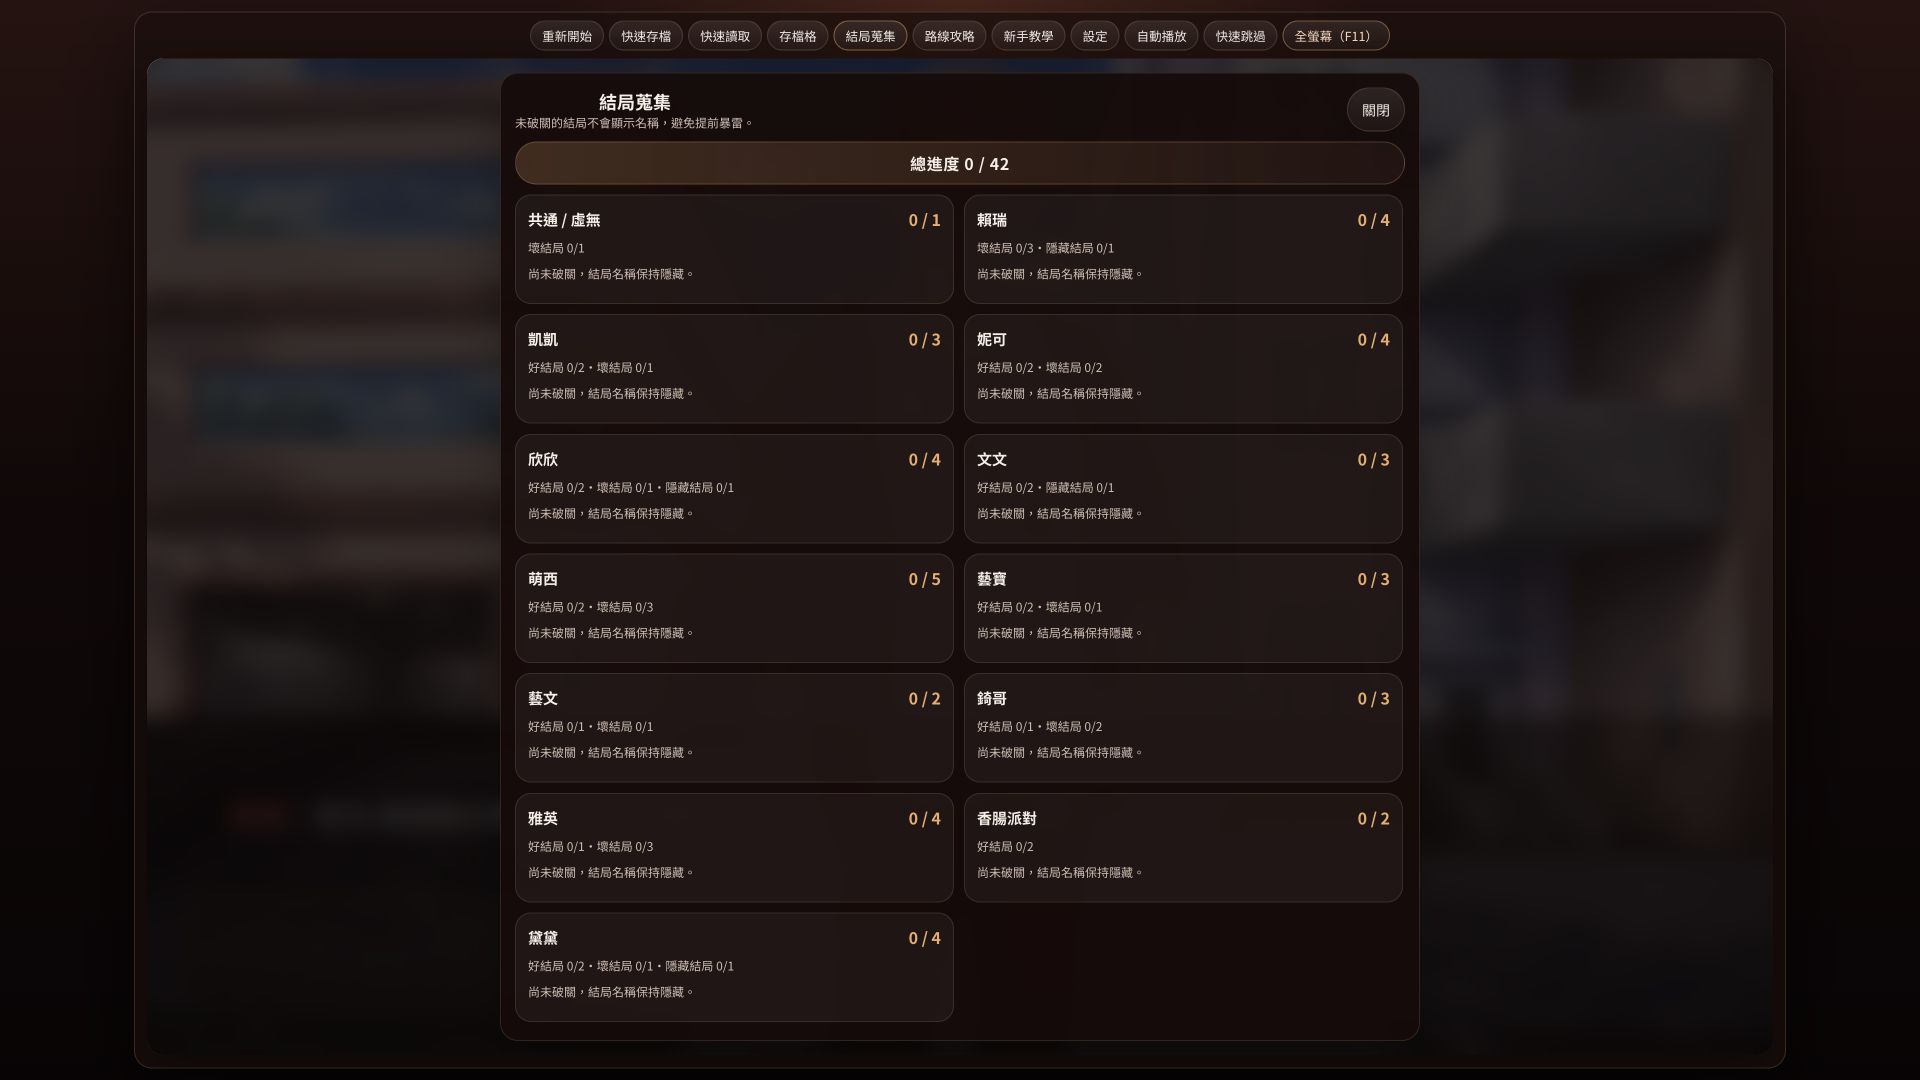 重新開始
快速存檔
快速讀取
存檔格
結局蒐集
路線攻略
新手教學
設定
自動播放
快速跳過
全螢幕（F11）
結局蒐集
未破關的結局不會顯示名稱，避免提前暴雷。
關閉
總進度 0 / 42
共通 / 虛無
0 / 1
壞結局 0/1
尚未破關，結局名稱保持隱藏。
賴瑞
0 / 4
壞結局 0/3・隱藏結局 0/1
尚未破關，結局名稱保持隱藏。
凱凱
0 / 3
好結局 0/2・壞結局 0/1
尚未破關，結局名稱保持隱藏。
妮可
0 / 4
好結局 0/2・壞結局 0/2
尚未破關，結局名稱保持隱藏。
欣欣
0 / 4
好結局 0/2・壞結局 0/1・隱藏結局 0/1
尚未破關，結局名稱保持隱藏。
文文
0 / 3
好結局 0/2・隱藏結局 0/1
尚未破關，結局名稱保持隱藏。
萌西
0 / 5
好結局 0/2・壞結局 0/3
尚未破關，結局名稱保持隱藏。
藝寶
0 / 3
好結局 0/2・壞結局 0/1
尚未破關，結局名稱保持隱藏。
藝文
0 / 2
好結局 0/1・壞結局 0/1
尚未破關，結局名稱保持隱藏。
錡哥
0 / 3
好結局 0/1・壞結局 0/2
尚未破關，結局名稱保持隱藏。
雅英
0 / 4
好結局 0/1・壞結局 0/3
尚未破關，結局名稱保持隱藏。
香腸派對
0 / 2
好結局 0/2
尚未破關，結局名稱保持隱藏。
黛黛
0 / 4
好結局 0/2・壞結局 0/1・隱藏結局 0/1
尚未破關，結局名稱保持隱藏。